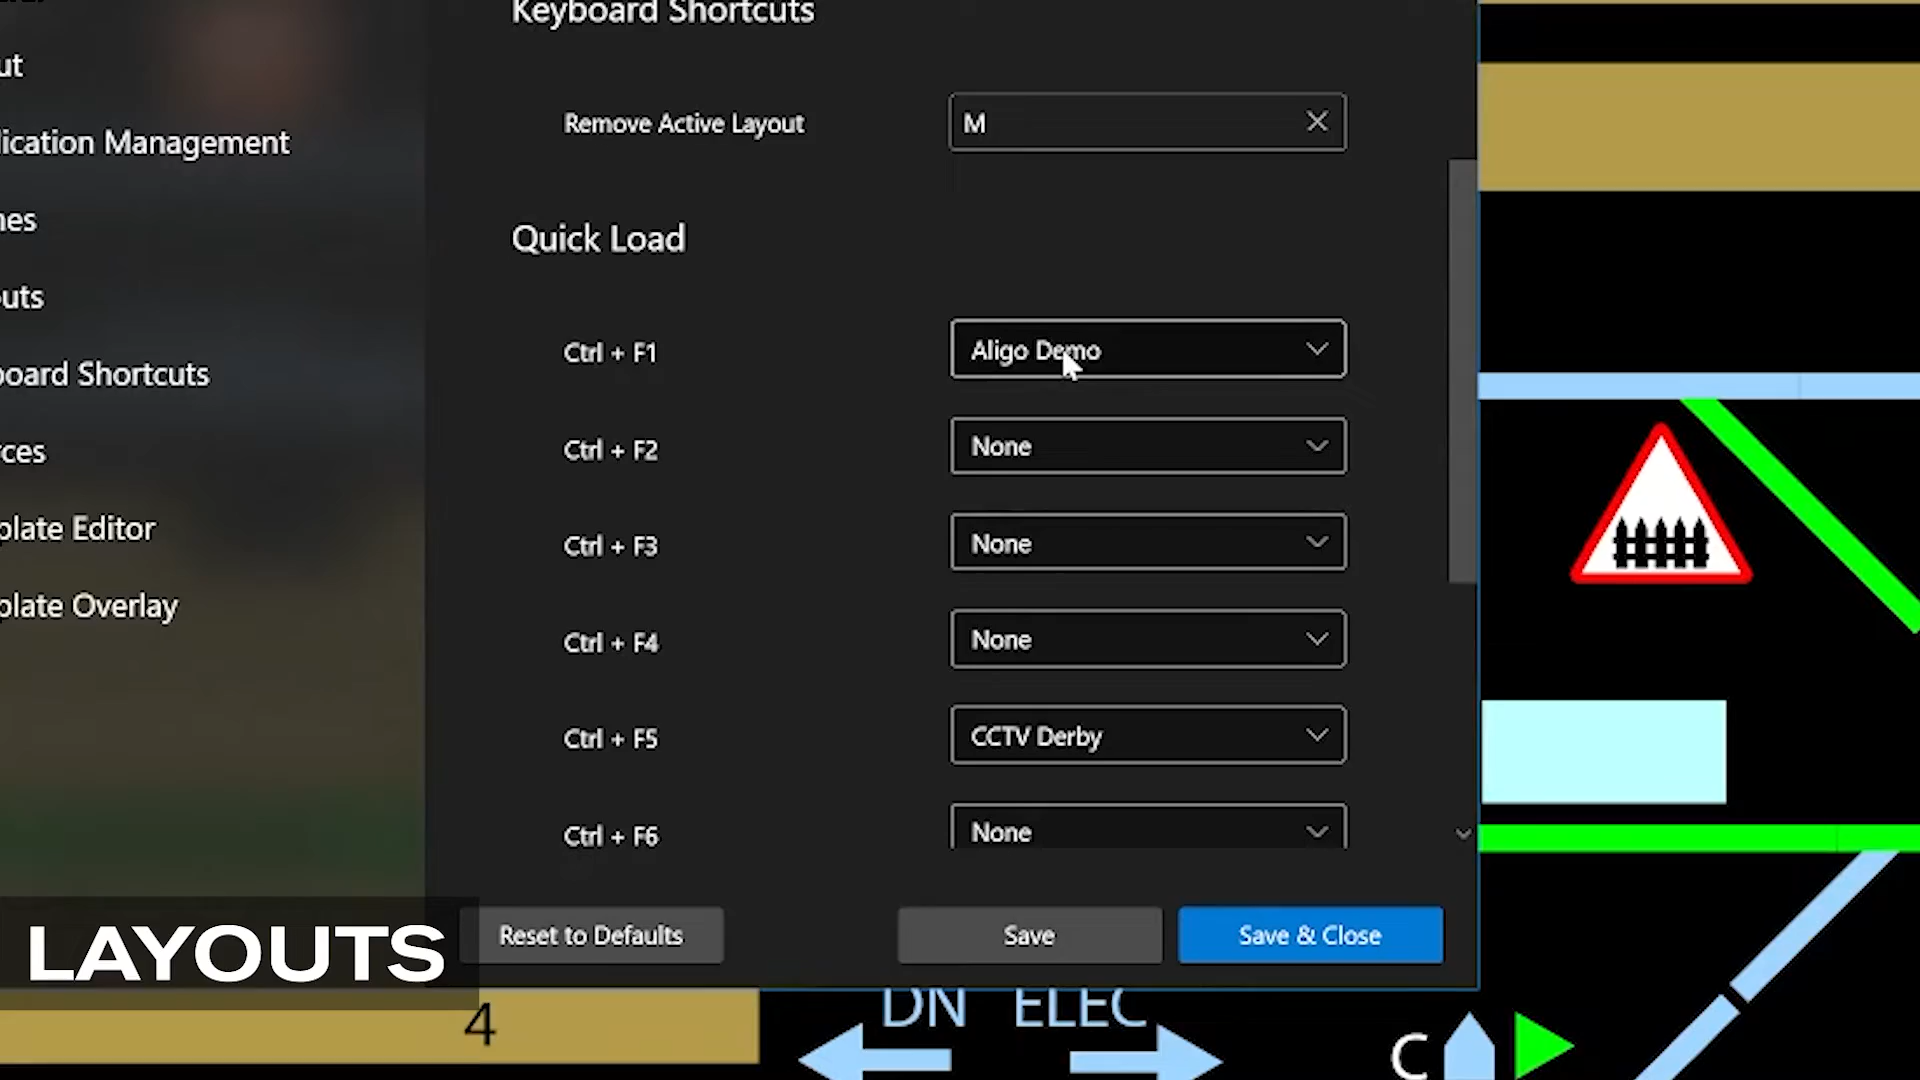 Keyboard Shortcuts
ut
Remove Active Layout
M
lication Management
nes
Quick Load
outs
Ctrl + F1
Aligo Demo
board Shortcuts
Ctrl + F2
None
rces
plate Editor
Ctrl + F3
None
plate Overlay
Ctrl + F4
None
Ctrl + F5
CCTV Derby
Ctrl + F6
None
LAYOUTS
Reset to Defaults
Save
Save & Close
4
DN ELEC
C